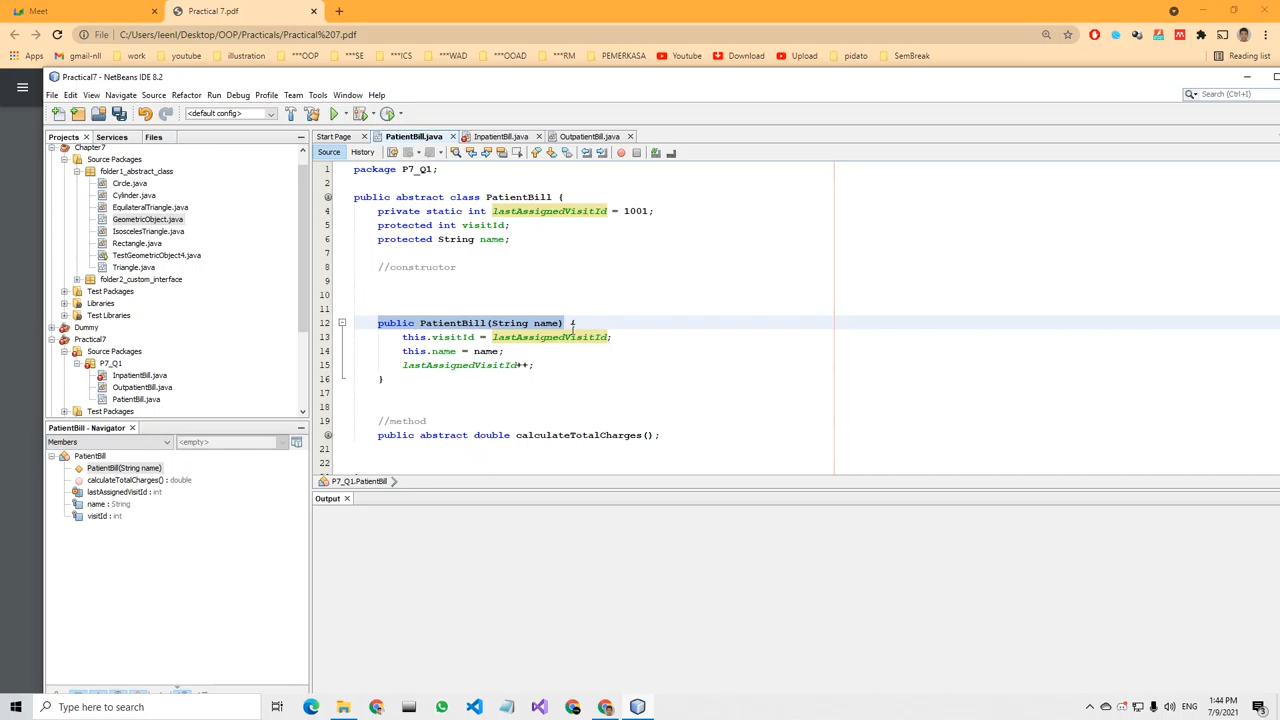 Meet
Practical 7.pdf
File
C:/Users/leenl/Desktop/OOP/Practicals/Practical%207.pdf
Apps
gmail-nll
work
youtube
illustration
***OOP
***SE
***ICS
***WAD
***OOAD
***RM
PEMERKASA
Youtube
Download
Upload
pidato
SemBreak
Reading list
Practical7 - NetBeans IDE 8.2
File Edit View Navigate Source Refactor Run Debug Profile Team Tools Window Help
Search (Ctrl+I)
<default config>
Projects
Services
Files
Start Page
PatientBill.java
InpatientBill.java
OutpatientBill.java
Source
History
Chapter7
Source Packages
folder1_abstract_class
Circle.java
Cylinder.java
EquilateralTriangle.java
GeometricObject.java
IsoscelesTriangle.java
Rectangle.java
TestGeometricObject4.java
Triangle.java
folder2_custom_interface
Test Packages
Libraries
Test Libraries
Dummy
Practical7
Source Packages
P7_Q1
InpatientBill.java
OutpatientBill.java
PatientBill.java
Test Packages
PatientBill - Navigator
Members
<empty>
PatientBill
PatientBill(String name)
calculateTotalCharges() : double
lastAssignedVisitId : int
name : String
visitId : int
1 package P7_Q1;
2
public abstract class PatientBill {
4 private static int lastAssignedVisitId = 1001;
5 protected int visitId;
6 protected String name;
7
8 //constructor
9
10
11
12 public PatientBill(String name) {
13 this.visitId = lastAssignedVisitId;
14 this.name = name;
15 lastAssignedVisitId++;
16 }
17
18
19 //method
public abstract double calculateTotalCharges();
21
22
P7_Q1.PatientBill
Output
Type here to search
ENG
1:44 PM
7/9/2021
3